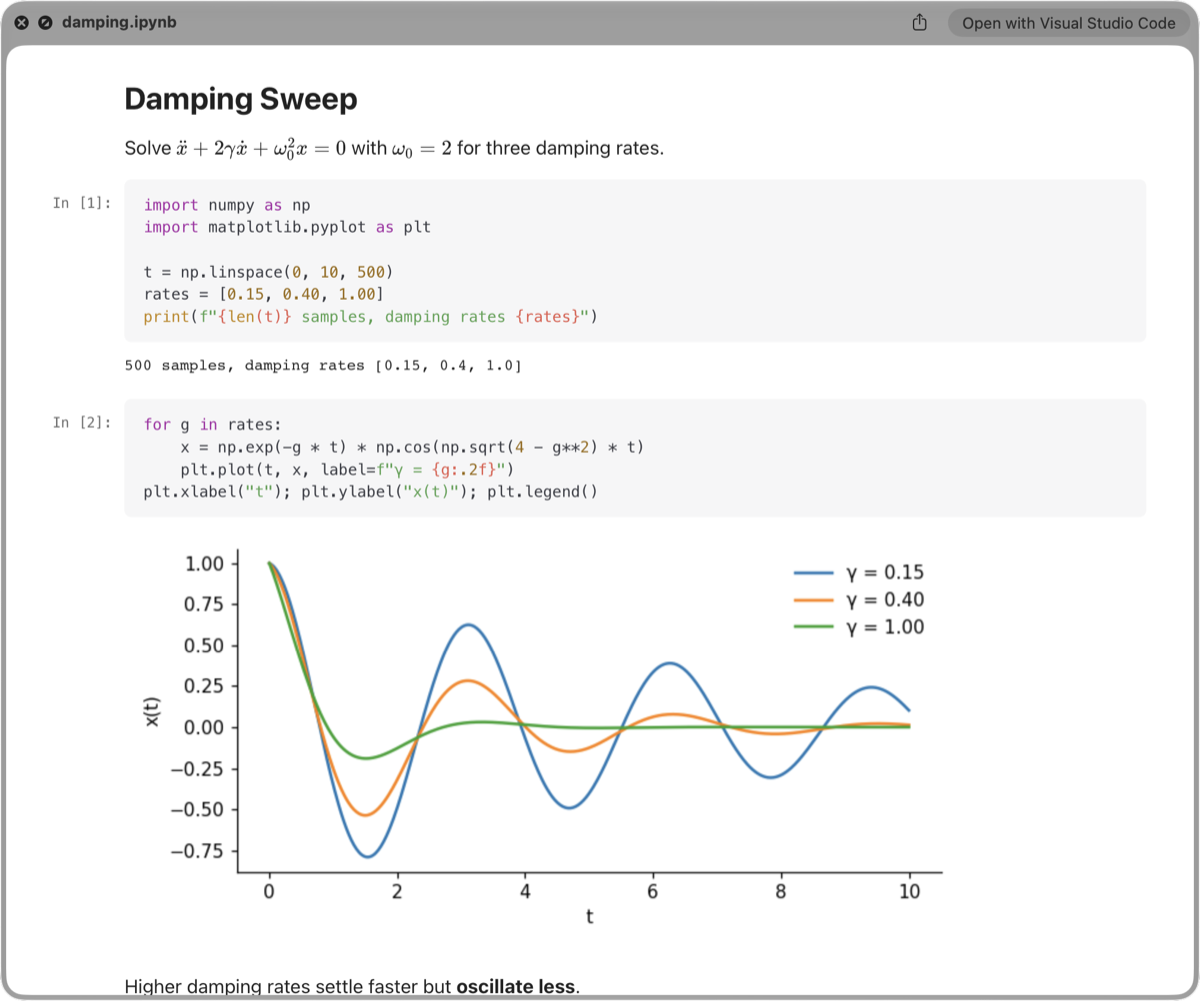 damping.ipynb
Open with Visual Studio Code
Damping Sweep
Solve ẍ + 2γẋ + ω₀²x = 0 with ω₀ = 2 for three damping rates.
In [1]:
import numpy as np
import matplotlib.pyplot as plt
t = np.linspace(0, 10, 500)
rates = [0.15, 0.40, 1.00]
print(f"{len(t)} samples, damping rates {rates}")
500 samples, damping rates [0.15, 0.4, 1.0]
In [2]:
for g in rates:
    x = np.exp(-g * t) * np.cos(np.sqrt(4 - g**2) * t)
    plt.plot(t, x, label=f"γ = {g:.2f}")
plt.xlabel("t"); plt.ylabel("x(t)"); plt.legend()
1.00
0.75
0.50
0.25
0.00
−0.25
−0.50
−0.75
x(t)
γ = 0.15
γ = 0.40
γ = 1.00
0 2 4 6 8 10
t
Higher damping rates settle faster but oscillate less.